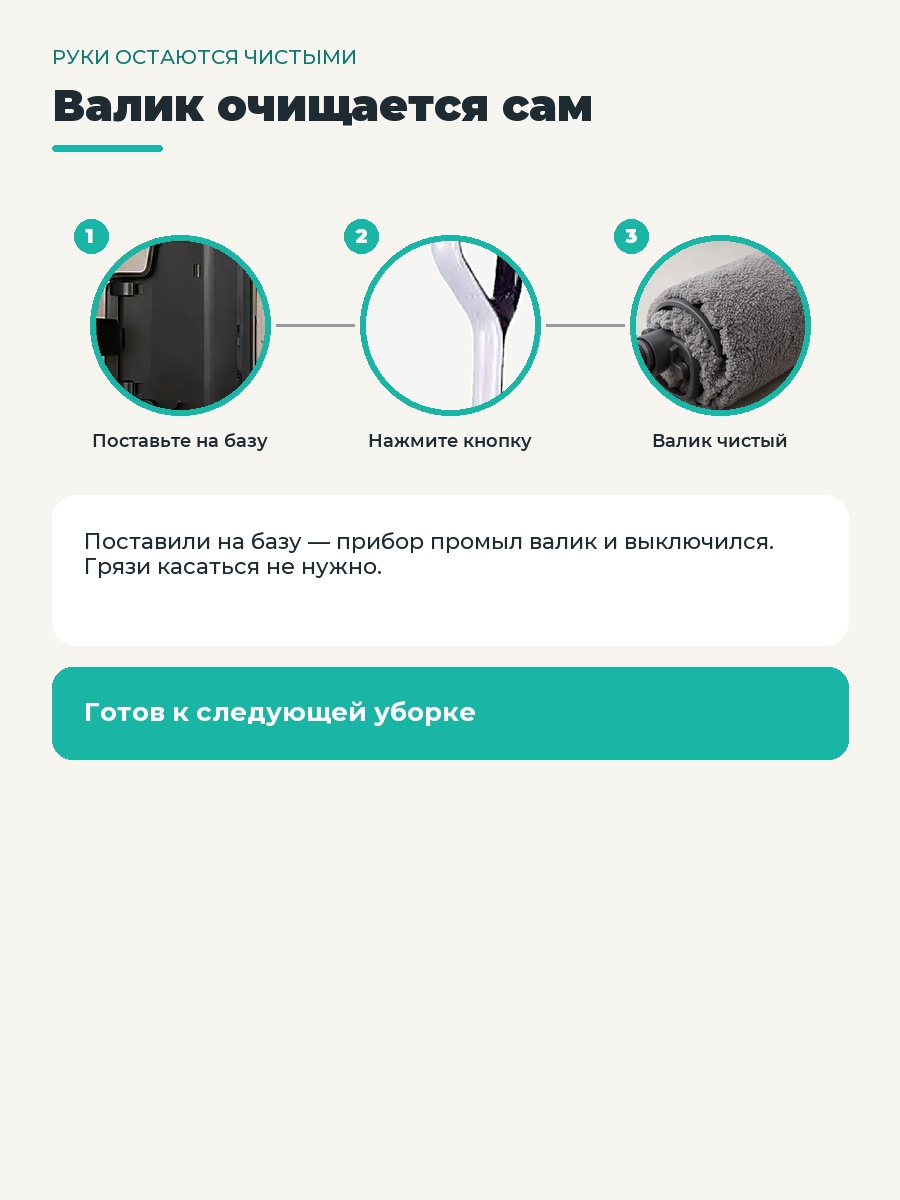 РУКИ ОСТАЮТСЯ ЧИСТЫМИ
Валик очищается сам
1
2
3
Поставьте на базу
Нажмите кнопку
Валик чистый
Поставили на базу — прибор промыл валик и выключился.
Грязи касаться не нужно.
Готов к следующей уборке